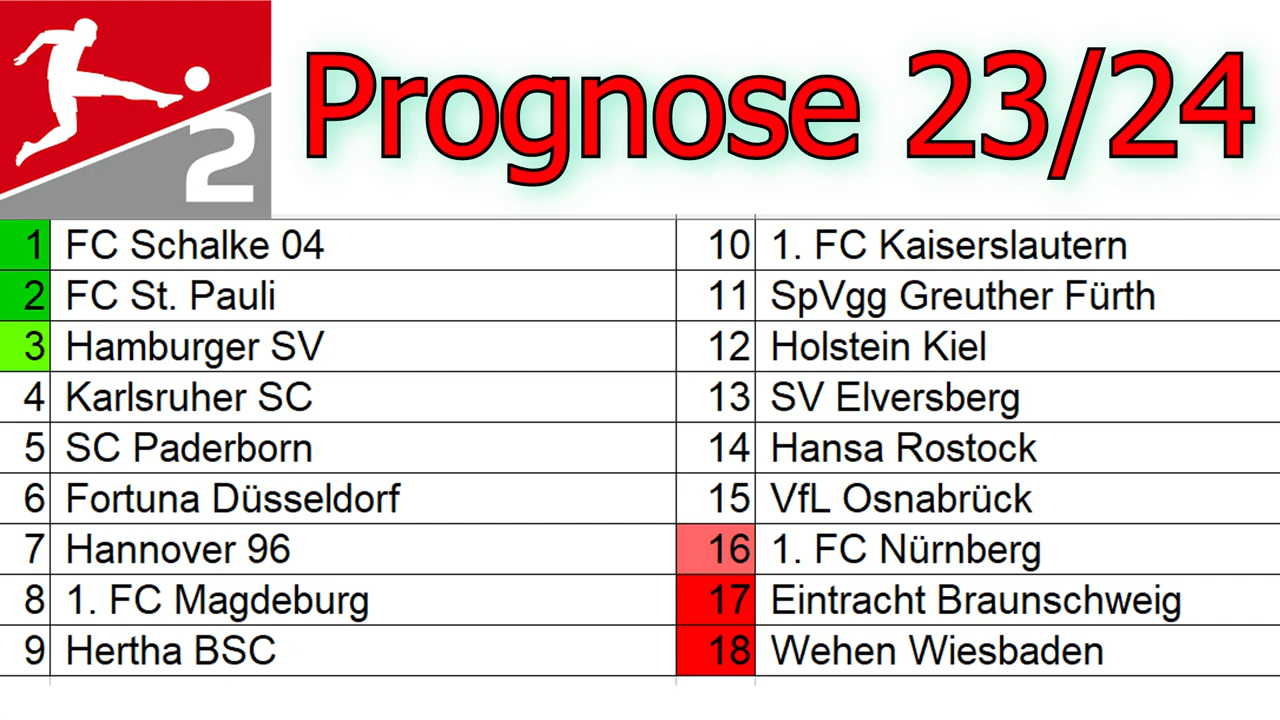 2
Prognose 23/24
1 FC Schalke 04
2 FC St. Pauli
3 Hamburger SV
4 Karlsruher SC
5 SC Paderborn
6 Fortuna Düsseldorf
7 Hannover 96
8 1. FC Magdeburg
9 Hertha BSC
10 1. FC Kaiserslautern
11 SpVgg Greuther Fürth
12 Holstein Kiel
13 SV Elversberg
14 Hansa Rostock
15 VfL Osnabrück
16 1. FC Nürnberg
17 Eintracht Braunschweig
18 Wehen Wiesbaden